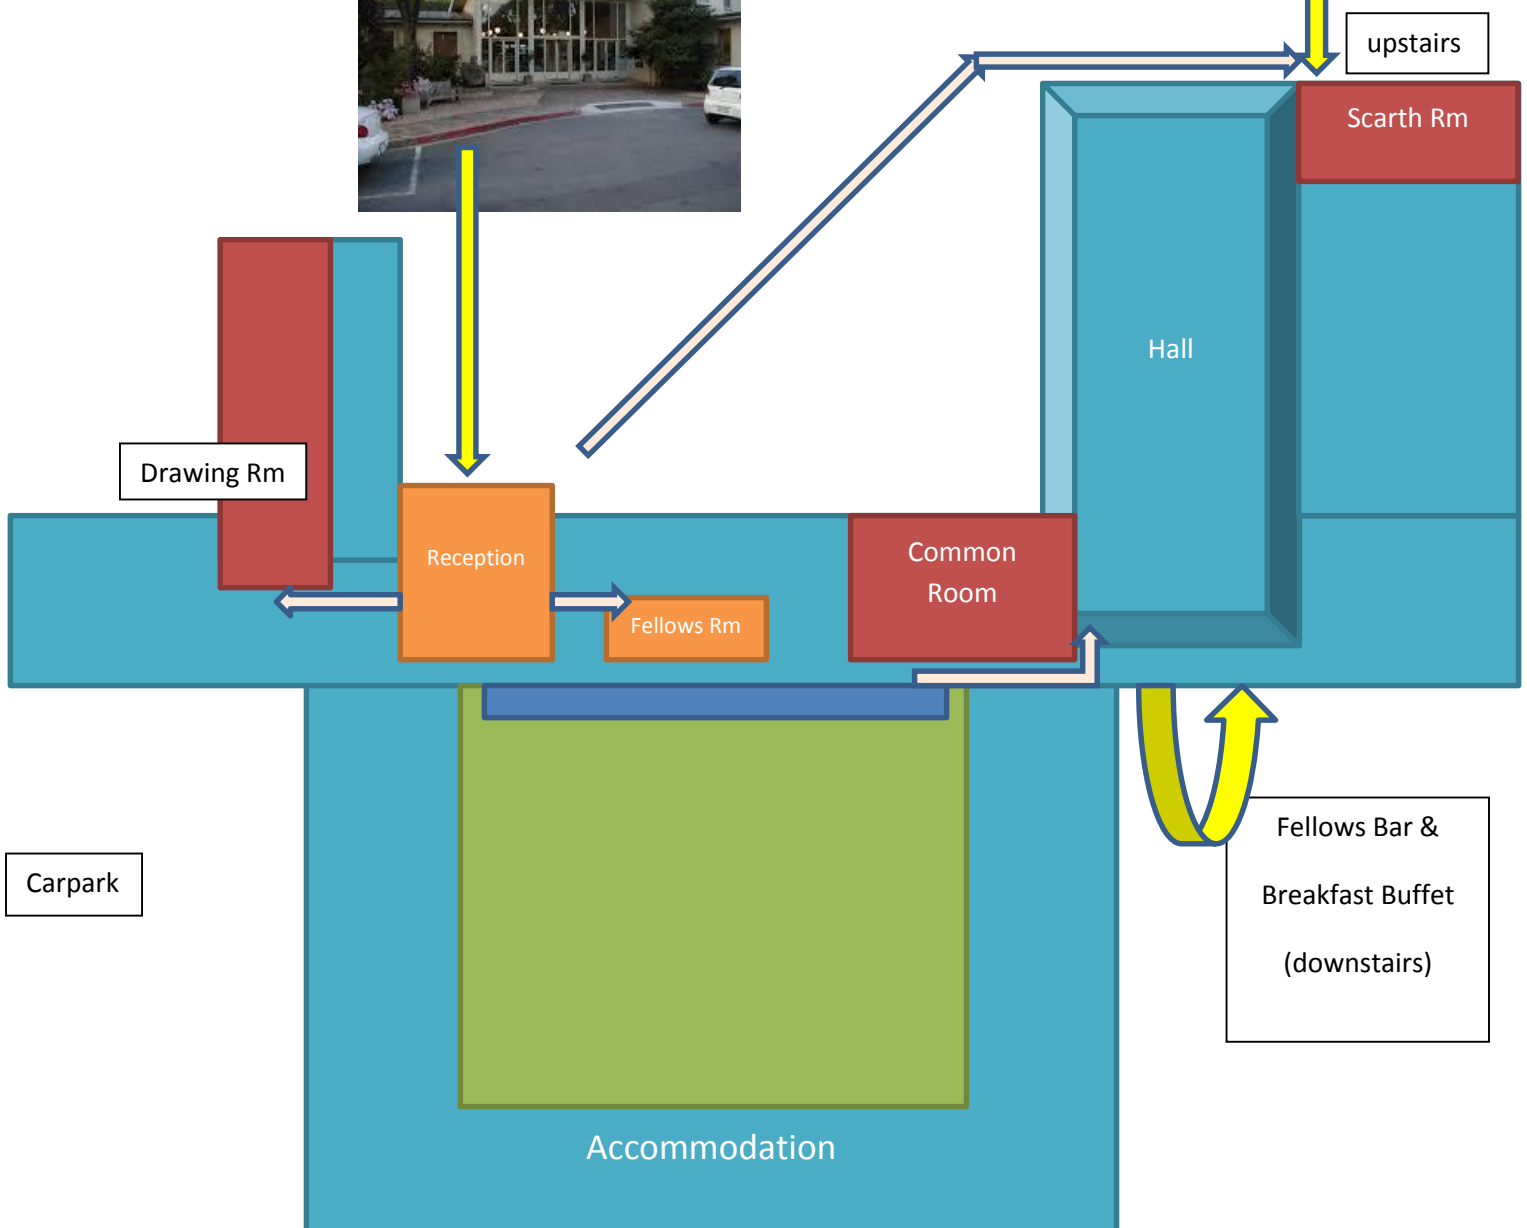 upstairs
Scarth Rm
Hall
Drawing Rm
Reception
Common
Room
Fellows Rm
Fellows Bar &
Breakfast Buffet
(downstairs)
Carpark
Accommodation